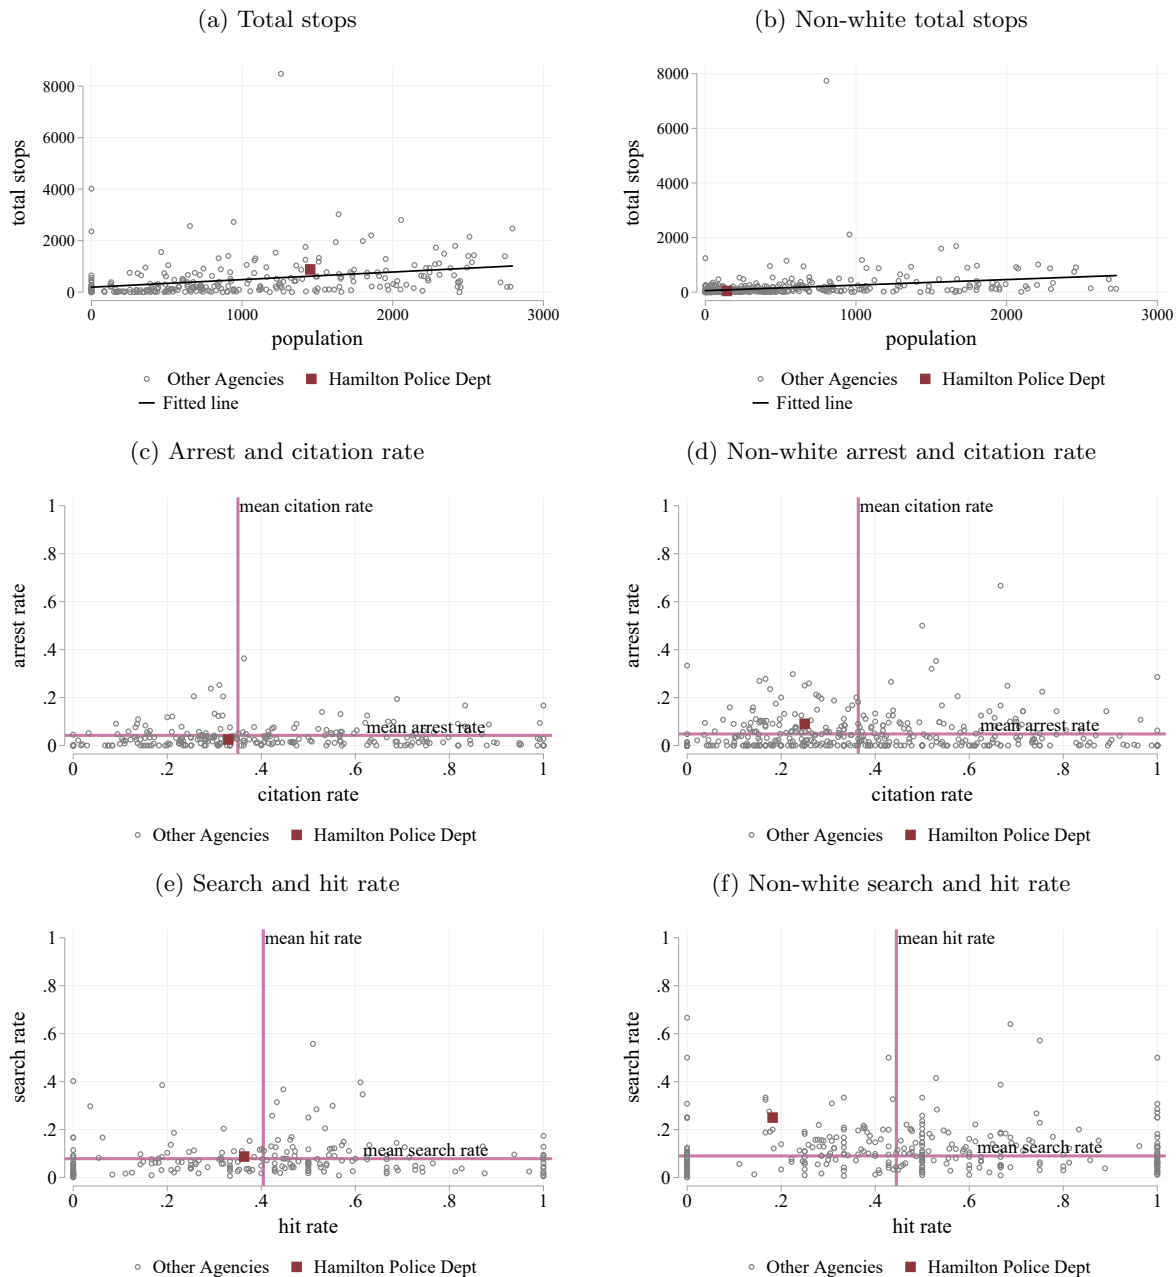 (a) Total stops
(b) Non-white total stops
total stops
8000
6000
4000
2000
0
0 1000 2000 3000
population
Other Agencies Hamilton Police Dept
Fitted line
total stops
8000
6000
4000
2000
0
0 1000 2000 3000
population
Other Agencies Hamilton Police Dept
Fitted line
(c) Arrest and citation rate
(d) Non-white arrest and citation rate
arrest rate
1
.8
.6
.4
.2
0
mean citation rate
mean arrest rate
0 .2 .4 .6 .8 1
citation rate
Other Agencies Hamilton Police Dept
arrest rate
1
.8
.6
.4
.2
0
mean citation rate
mean arrest rate
0 .2 .4 .6 .8 1
citation rate
Other Agencies Hamilton Police Dept
(e) Search and hit rate
(f) Non-white search and hit rate
search rate
1
.8
.6
.4
.2
0
mean hit rate
mean search rate
0 .2 .4 .6 .8 1
hit rate
Other Agencies Hamilton Police Dept
search rate
1
.8
.6
.4
.2
0
mean hit rate
mean search rate
0 .2 .4 .6 .8 1
hit rate
Other Agencies Hamilton Police Dept